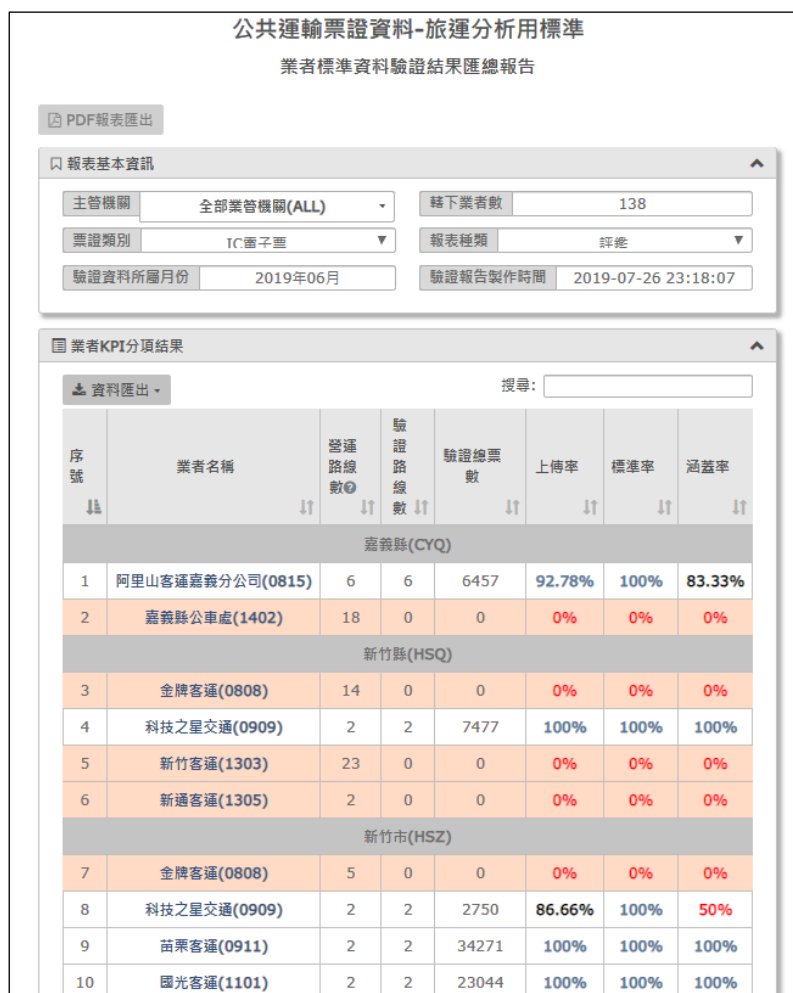 公共運輸票證資料-旅運分析用標準
業者標準資料驗證結果匯總報告
PDF報表匯出
報表基本資訊
主管機關 全部業管機關(ALL) 轄下業者數 138
票證類別 IC電子票 報表種類 評鑑
驗證資料所屬月份 2019年06月 驗證報告製作時間 2019-07-26 23:18:07
業者KPI分項結果
資料匯出 搜尋:
序號 業者名稱 營運路線數 驗證路線數 驗證總票數 上傳率 標準率 涵蓋率
嘉義縣(CYQ)
1 阿里山客運嘉義分公司(0815) 6 6 6457 92.78% 100% 83.33%
2 嘉義縣公車處(1402) 18 0 0 0% 0% 0%
新竹縣(HSQ)
3 金牌客運(0808) 14 0 0 0% 0% 0%
4 科技之星交通(0909) 2 2 7477 100% 100% 100%
5 新竹客運(1303) 23 0 0 0% 0% 0%
6 新通客運(1305) 2 0 0 0% 0% 0%
新竹市(HSZ)
7 金牌客運(0808) 5 0 0 0% 0% 0%
8 科技之星交通(0909) 2 2 2750 86.66% 100% 50%
9 苗栗客運(0911) 2 2 34271 100% 100% 100%
10 國光客運(1101) 2 2 23044 100% 100% 100%